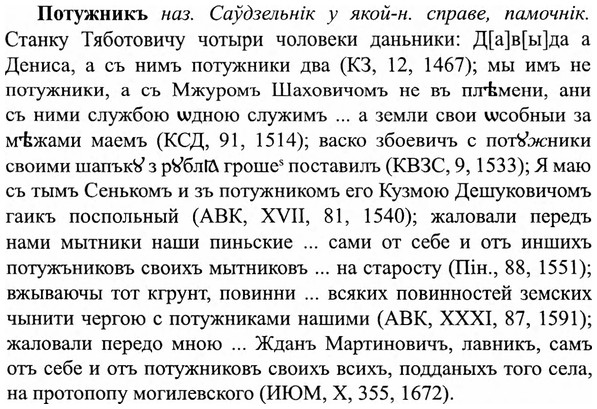 Потужникъ наз. Саўдзельнік у якой-н. справе, памочнік.
Станку Тяботовичу чотыри чоловеки даньники: Д[а]в[ы]да а
Дениса, а съ нимъ потужники два (КЗ, 12, 1467); мы имъ не
потужники, а съ Мжуромъ Шаховичомъ не въ плѣмени, ани
съ ними службою ѡдною служимъ ... а земли свои ѡсобныи за
мѣжами маемъ (КСД, 91, 1514); васко збоевичъ с потꙋжники
своими шапъкꙋ з рꙋблꙗ грошеˢ поставилъ (КВЗС, 9, 1533); Я маю
съ тымъ Сенькомъ и зъ потужникомъ его Кузмою Дешуковичомъ
гаикъ поспольный (АВК, XVII, 81, 1540); жаловали передъ
нами мытники наши пиньские ... сами от себе и отъ иншихъ
потужъниковъ своихъ мытниковъ ... на старосту (Пін., 88, 1551);
вжываючы тот кгрунт, повинни ... всяких повинностей земских
чынити чергою с потужниками нашими (АВК, XXXI, 87, 1591);
жаловали передо мною ... Жданъ Мартиновичъ, лавникъ, самъ
отъ себе и от потужниковъ своихъ всихъ, подданыхъ того села,
на протопопу могилевского (ИЮМ, X, 355, 1672).